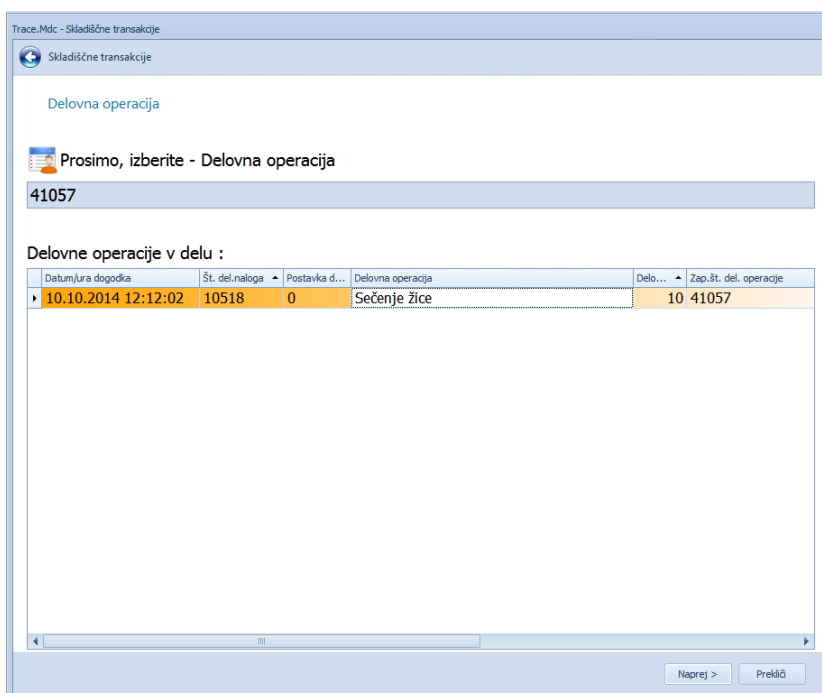 Trace.Mdc - Skladiščne transakcije
Skladiščne transakcije
Delovna operacija
Prosimo, izberite - Delovna operacija
41057
Delovne operacije v delu :
Datum/ura dogodka Št. del.naloga Postavka d... Delovna operacija Delo... Zap.št. del. operacije
10.10.2014 12:12:02 10518 0 Sečenje žice 10 41057
Naprej > Prekliči